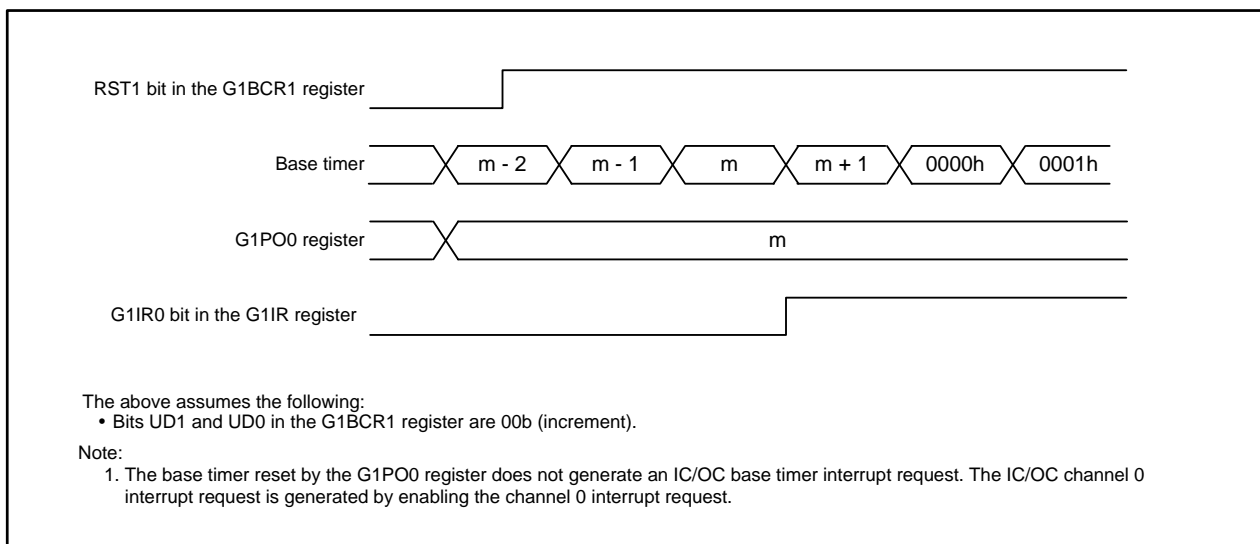 RST1 bit in the G1BCR1 register
Base timer
m - 2
m - 1
m
m + 1
0000h
0001h
G1PO0 register
m
G1IR0 bit in the G1IR register
The above assumes the following:
• Bits UD1 and UD0 in the G1BCR1 register are 00b (increment).
Note:
1. The base timer reset by the G1PO0 register does not generate an IC/OC base timer interrupt request. The IC/OC channel 0
interrupt request is generated by enabling the channel 0 interrupt request.